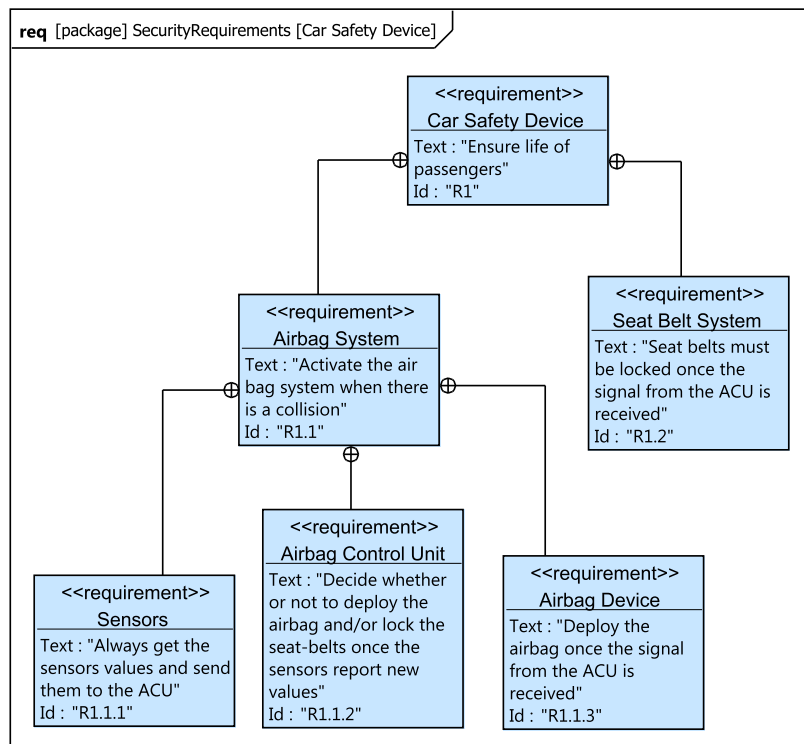 req [package] SecurityRequirements [Car Safety Device]
<<requirement>>
Car Safety Device
Text : "Ensure life of
passengers"
Id : "R1"
<<requirement>>
Airbag System
Text : "Activate the air
bag system when there
is a collision"
Id : "R1.1"
<<requirement>>
Seat Belt System
Text : "Seat belts must
be locked once the
signal from the ACU is
received"
Id : "R1.2"
<<requirement>>
Sensors
Text : "Always get the
sensors values and send
them to the ACU"
Id : "R1.1.1"
<<requirement>>
Airbag Control Unit
Text : "Decide whether
or not to deploy the
airbag and/or lock the
seat-belts once the
sensors report new
values"
Id : "R1.1.2"
<<requirement>>
Airbag Device
Text : "Deploy the
airbag once the signal
from the ACU is
received"
Id : "R1.1.3"